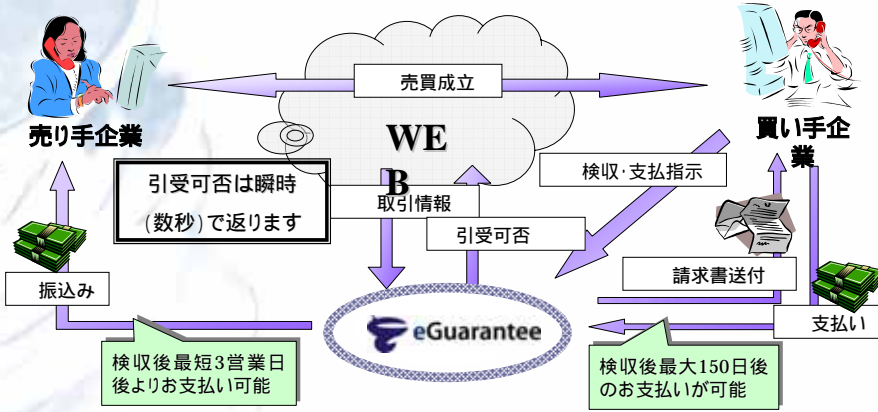 売買成立
売り手企業
買い手企
業
WE
B
引受可否は瞬時
(数秒)で返ります
検収・支払指示
取引情報
引受可否
請求書送付
振込み
支払い
eGuarantee
検収後最短3営業日
後よりお支払い可能
検収後最大150日後
のお支払いが可能